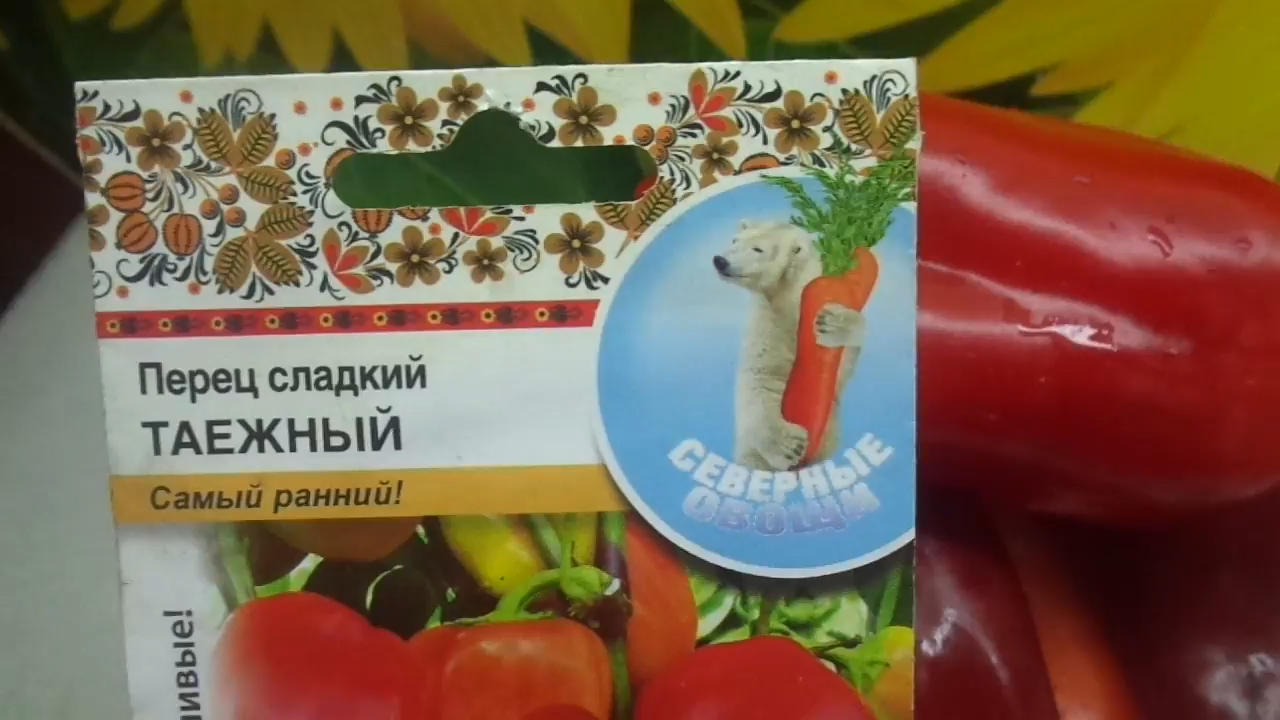 Перец сладкий
ТАЕЖНЫЙ
Самый ранний!
СЕВЕРНЫЕ
ОВОЩИ